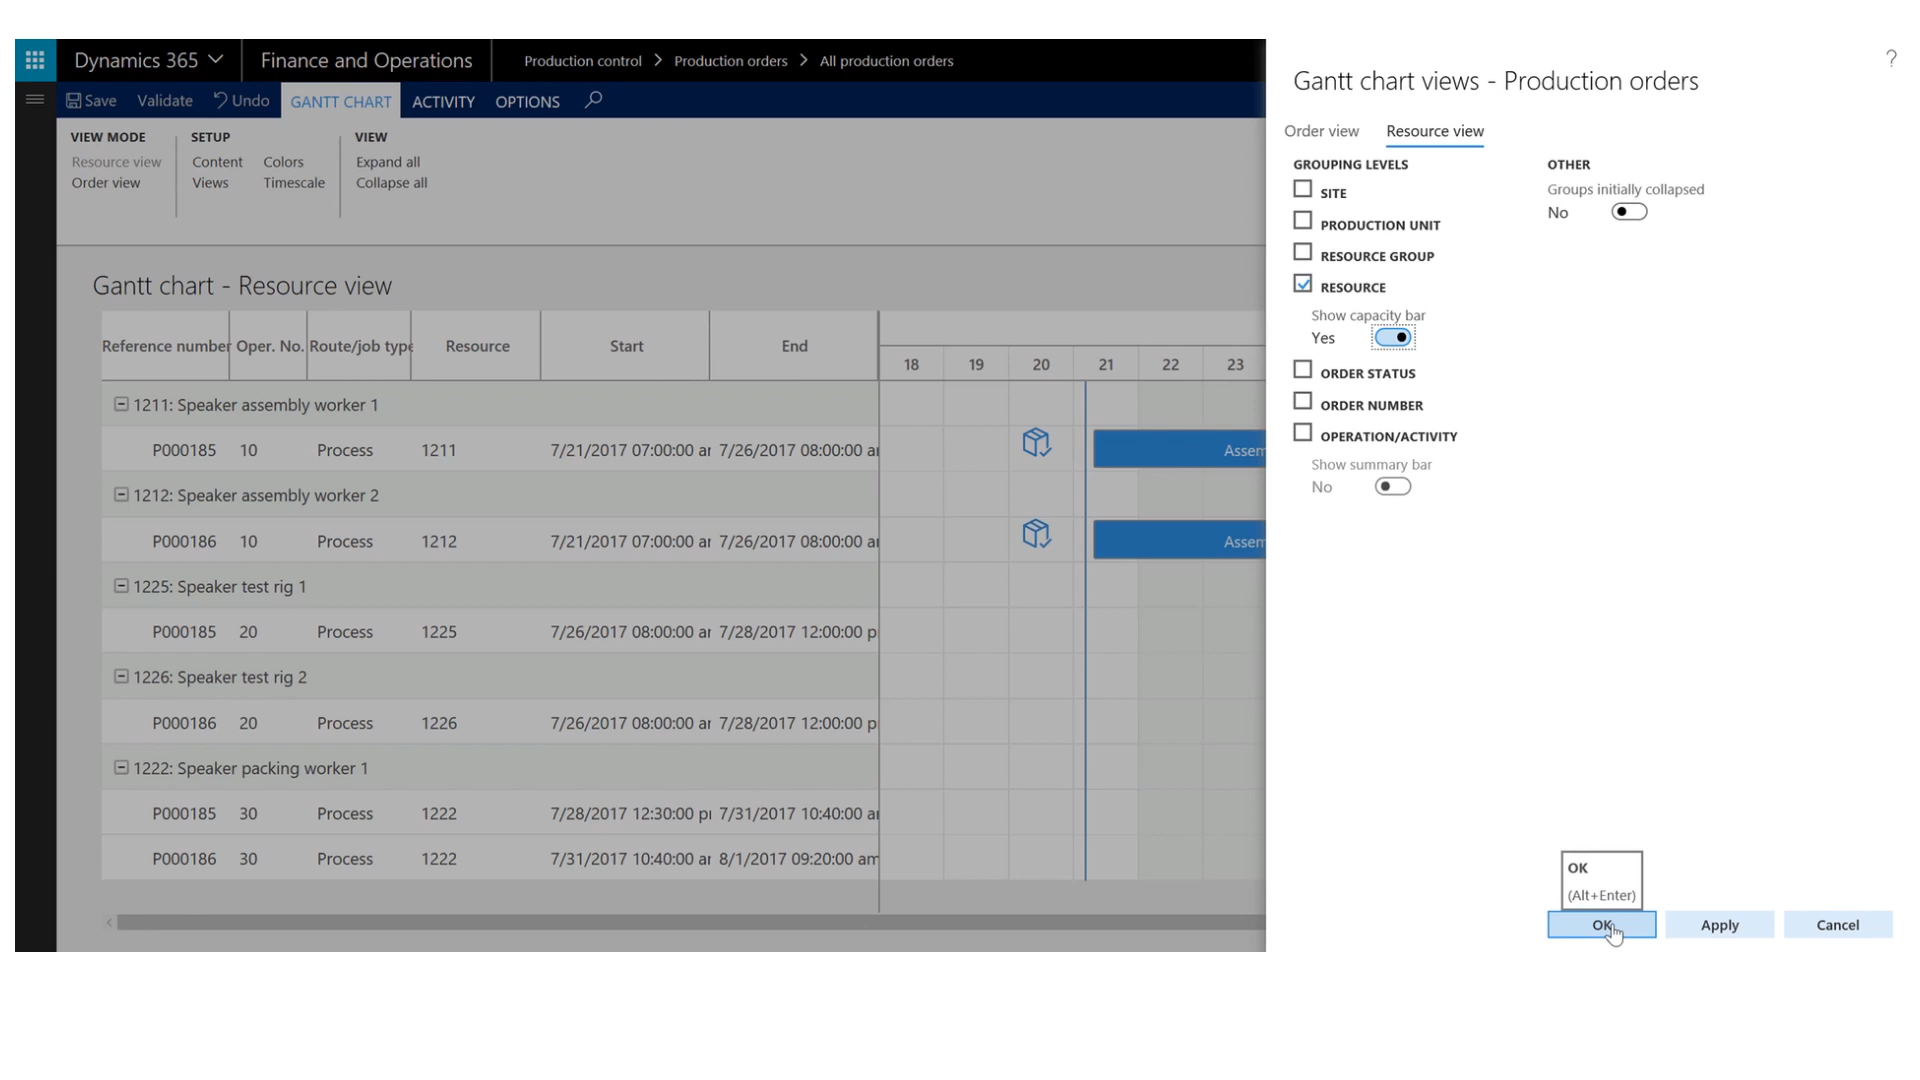 Dynamics 365
Finance and Operations
Production control > Production orders > All production orders
?
Save Validate Undo GANTT CHART ACTIVITY OPTIONS
VIEW MODE
Resource view
Order view
SETUP
Content Colors
Views Timescale
VIEW
Expand all
Collapse all
Gantt chart - Resource view
Reference number Oper. No. Route/job type Resource Start End
18 19 20 21 22 23
1211: Speaker assembly worker 1
P000185 10 Process 1211 7/21/2017 07:00:00 ar 7/26/2017 08:00:00 ar Assem
1212: Speaker assembly worker 2
P000186 10 Process 1212 7/21/2017 07:00:00 ar 7/26/2017 08:00:00 ar Assem
1225: Speaker test rig 1
P000185 20 Process 1225 7/26/2017 08:00:00 ar 7/28/2017 12:00:00 p
1226: Speaker test rig 2
P000186 20 Process 1226 7/26/2017 08:00:00 ar 7/28/2017 12:00:00 p
1222: Speaker packing worker 1
P000185 30 Process 1222 7/28/2017 12:30:00 p 7/31/2017 10:40:00 ar
P000186 30 Process 1222 7/31/2017 10:40:00 ar 8/1/2017 09:20:00 am
Gantt chart views - Production orders
Order view Resource view
GROUPING LEVELS
SITE
PRODUCTION UNIT
RESOURCE GROUP
RESOURCE
Show capacity bar
Yes
ORDER STATUS
ORDER NUMBER
OPERATION/ACTIVITY
Show summary bar
No
OTHER
Groups initially collapsed
No
OK
(Alt+Enter)
OK Apply Cancel